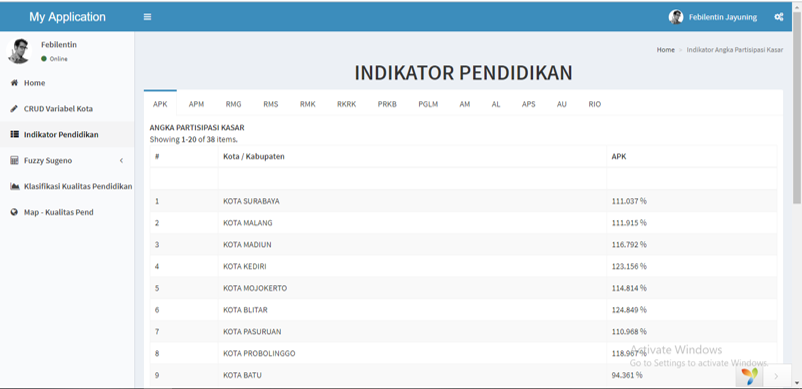 My Application
Febilentin Jayuning
Febilentin
Online
Home
CRUD Variabel Kota
Indikator Pendidikan
Fuzzy Sugeno
Klasifikasi Kualitas Pendidikan
Map - Kualitas Pend
Home > Indikator Angka Partisipasi Kasar
INDIKATOR PENDIDIKAN
APK APM RMG RMS RMK RKRK PRKB PGLM AM AL APS AU RIO
ANGKA PARTISIPASI KASAR
Showing 1-20 of 38 items.
# Kota / Kabupaten APK
1 KOTA SURABAYA 111.037 %
2 KOTA MALANG 111.915 %
3 KOTA MADIUN 116.792 %
4 KOTA KEDIRI 123.156 %
5 KOTA MOJOKERTO 114.814 %
6 KOTA BLITAR 124.849 %
7 KOTA PASURUAN 110.968 %
8 KOTA PROBOLINGGO 118.967 %
9 KOTA BATU 94.361 %
Activate Windows
Go to Settings to activate Windows.